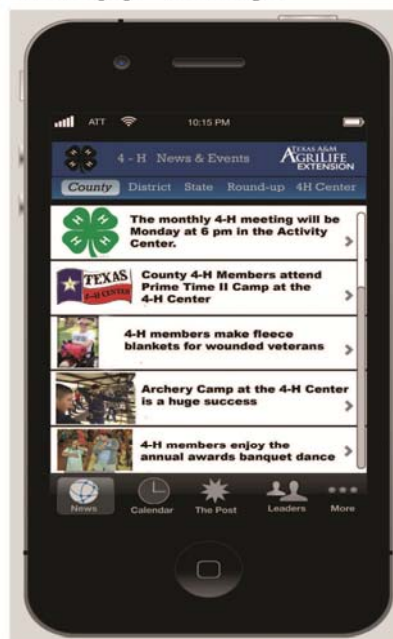 ATT 10:15 PM
4 - H News & Events
TEXAS A&M
AGRILIFE
EXTENSION
County District State Round-up 4H Center
The monthly 4-H meeting will be
Monday at 6 pm in the Activity
Center.
TEXAS
4-H CENTER
County 4-H Members attend
Prime Time II Camp at the
4-H Center
4-H members make fleece
blankets for wounded veterans
Archery Camp at the 4-H Center
is a huge success
4-H members enjoy the
annual awards banquet dance
News Calendar The Post Leaders More